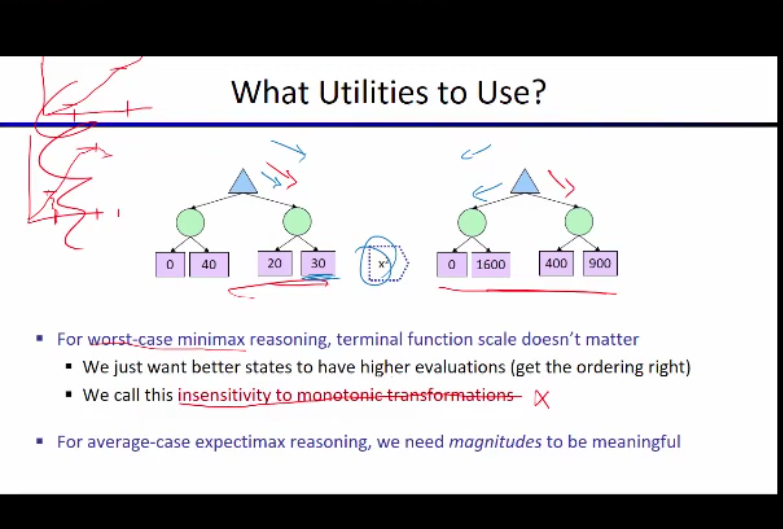 What Utilities to Use?
0 40 20 30 x² 0 1600 400 900
For worst-case minimax reasoning, terminal function scale doesn't matter
We just want better states to have higher evaluations (get the ordering right)
We call this insensitivity to monotonic transformations
For average-case expectimax reasoning, we need magnitudes to be meaningful